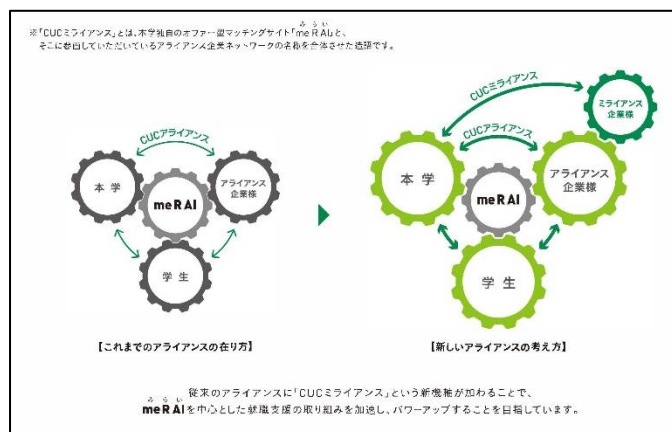 ※「CUCミライアンス」とは、本学独自のオファー型マッチングサイト「meRAI」と、
みらい
そこに参画していただいているアライアンス企業ネットワークの名称を合体させた造語です。
CUCアライアンス
本学
アライアンス
企業様
meRAI
学生
【これまでのアライアンスの在り方】
CUCミライアンス
ミライアンス
企業様
CUCアライアンス
本学
アライアンス
企業様
meRAI
学生
【新しいアライアンスの考え方】
従来のアライアンスに「CUCミライアンス」という新機軸が加わることで、
みらい
meRAIを中心とした就職支援の取り組みを加速し、パワーアップすることを目指しています。